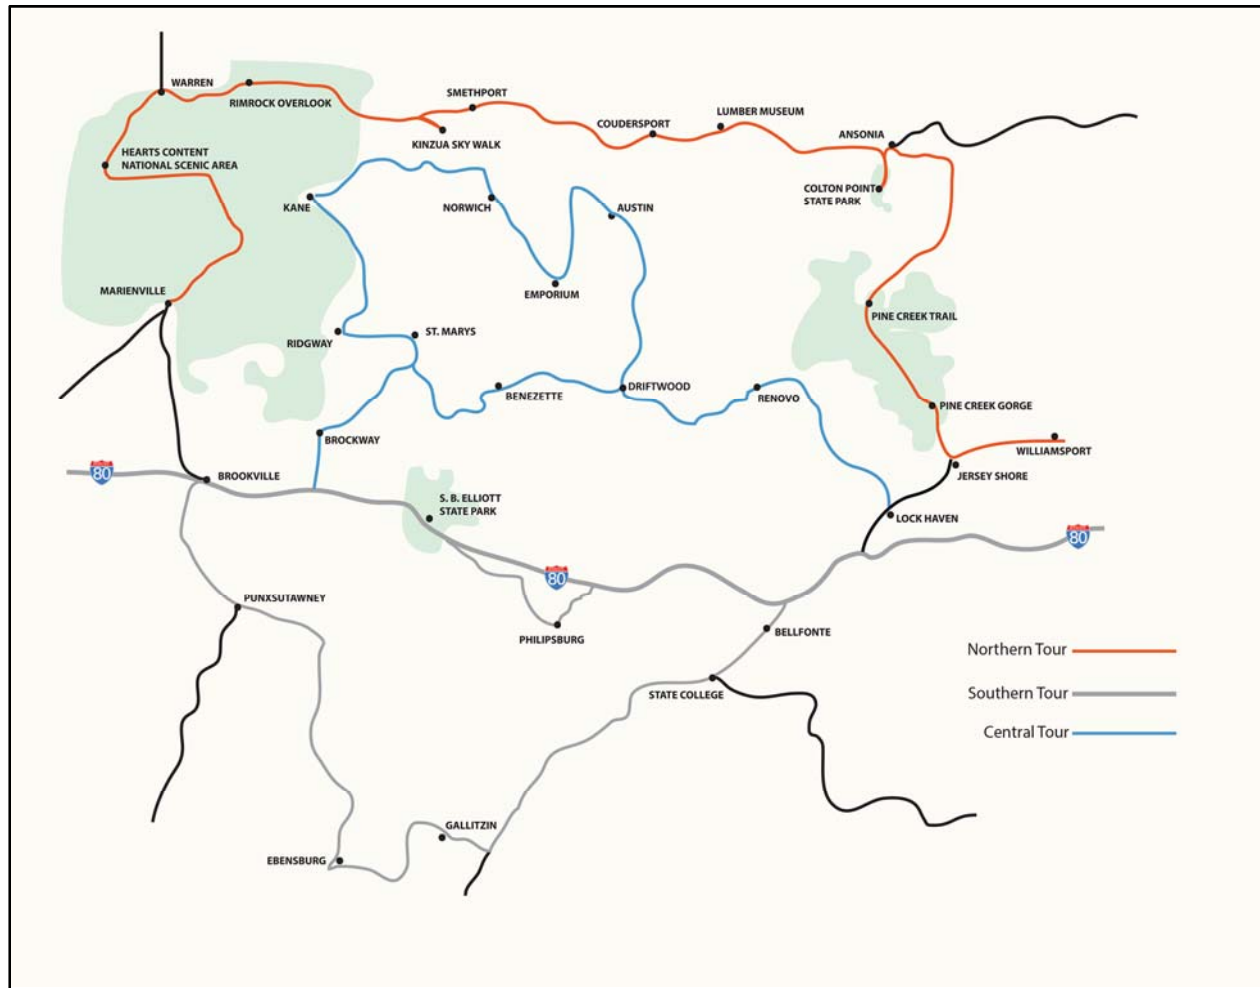 WARREN
RIMROCK OVERLOOK
SMETHPORT
KINZUA SKY WALK
COUDERSPORT
LUMBER MUSEUM
ANSONIA
HEARTS CONTENT
NATIONAL SCENIC AREA
KANE
NORWICH
AUSTIN
COLTON POINT
STATE PARK
MARIENVILLE
EMPORIUM
PINE CREEK TRAIL
RIDGWAY
ST. MARYS
BENEZETTE
DRIFTWOOD
RENOVO
PINE CREEK GORGE
BROCKWAY
WILLIAMSPORT
80
BROOKVILLE
JERSEY SHORE
S. B. ELLIOTT
STATE PARK
LOCK HAVEN
80
80
PUNXSUTAWNEY
PHILIPSBURG
BELLFONTE
Northern Tour
STATE COLLEGE
Southern Tour
Central Tour
GALLITZIN
EBENSBURG